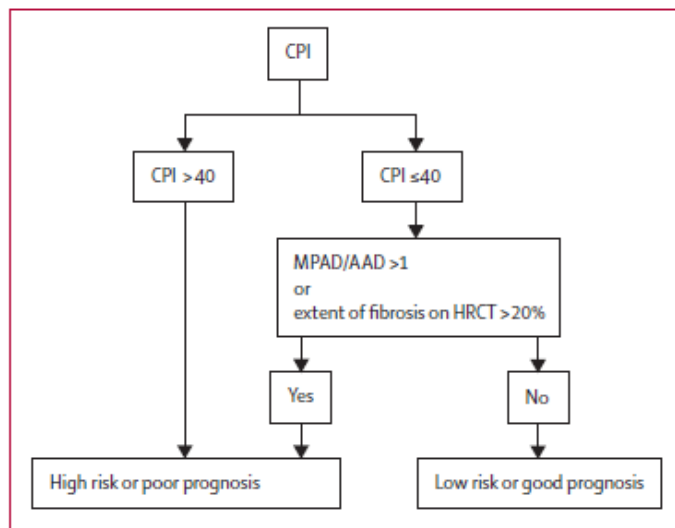 CPI
CPI >40
CPI ≤40
MPAD/AAD >1
or
extent of fibrosis on HRCT >20%
Yes
No
High risk or poor prognosis
Low risk or good prognosis